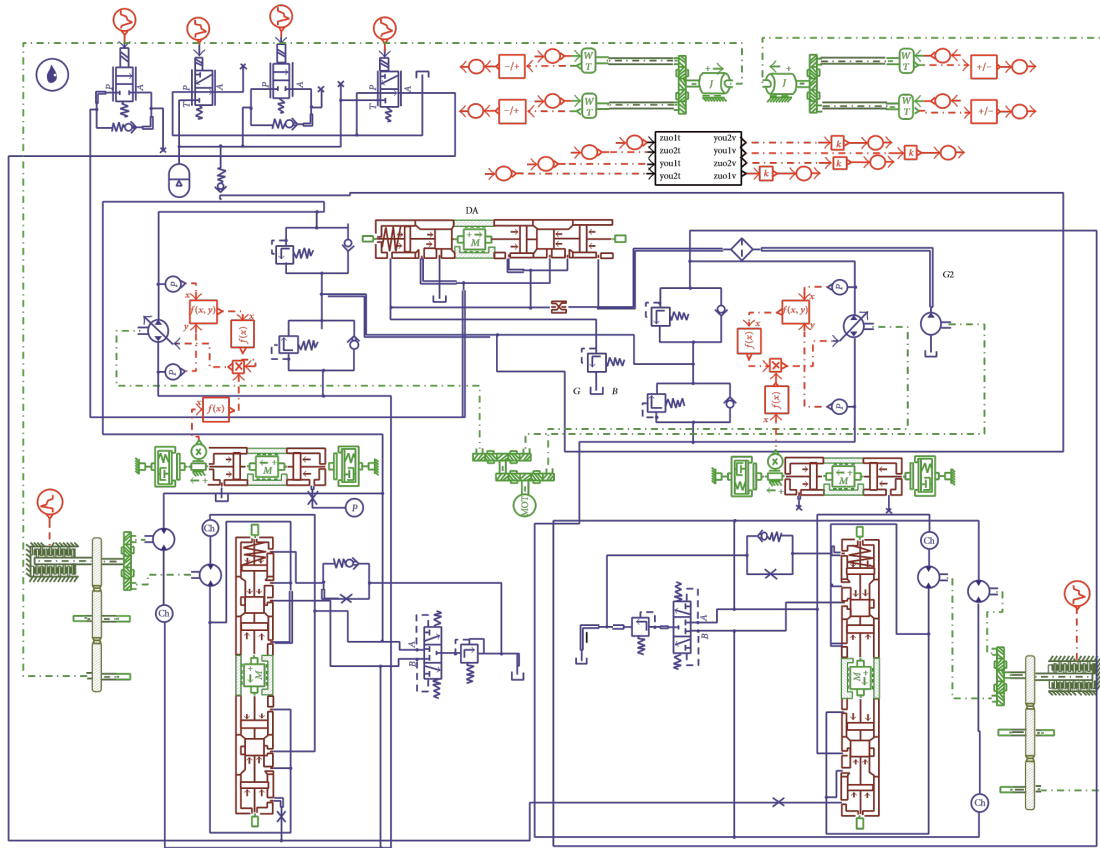 P
A
T
P
A
P
A
T
P
A
-/+
W
T
J
+
+
J
W
T
+/-
-/+
W
T
W
T
+/-
zuo1t
you2v
k
zuo2t
you1v
k
you1t
zuo2v
k
you2t
zuo1v
k
DA
+
M
G2
P
P
x
f(x, y)
y
x
f(x)
x
f(x, y)
y
x
f(x)
P
P
x
f(x)
f(x)
x
G
B
x
+
M
+
x
+
M
+
MOT
P
Ch
Ch
Ch
Ch
A
B
A
B
+
M
+
M